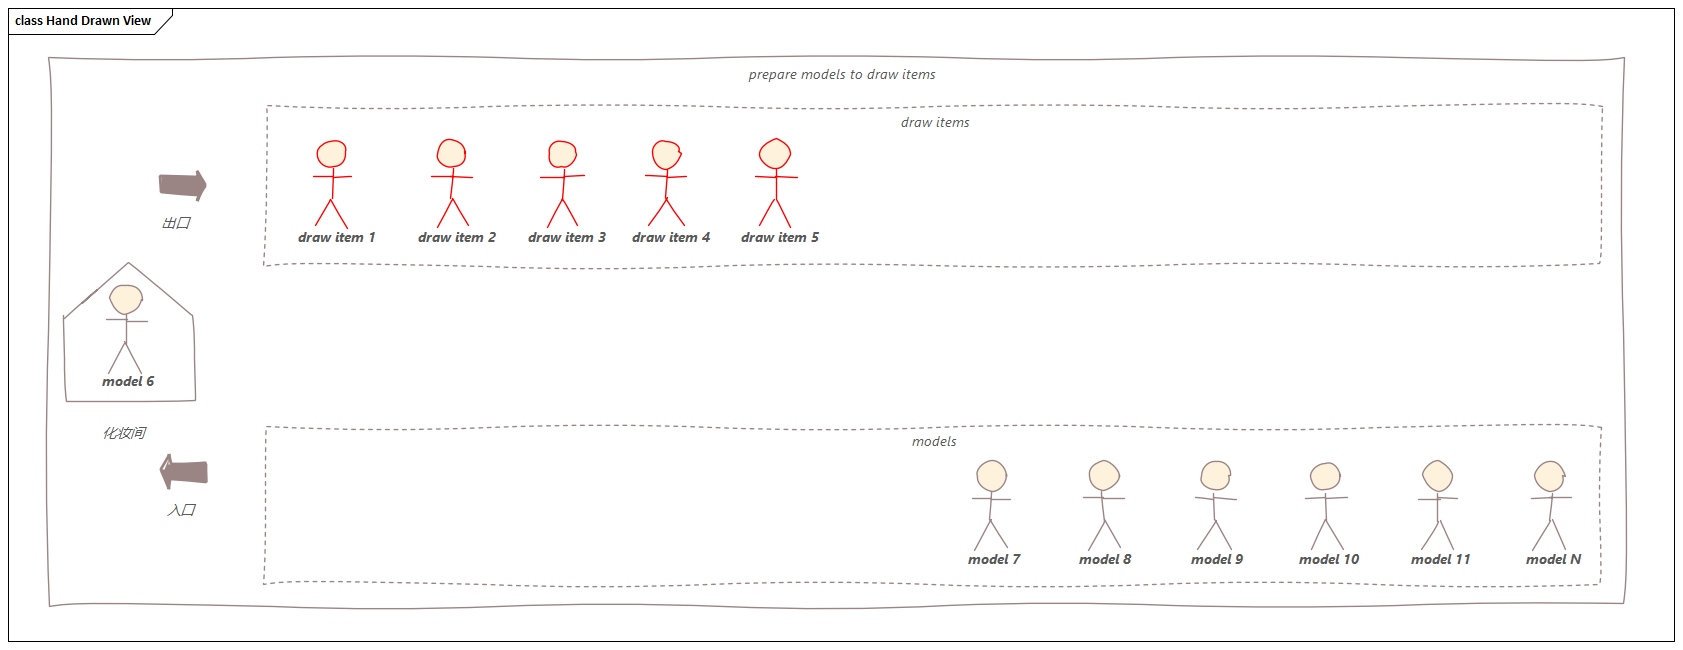 class Hand Drawn View
prepare models to draw items
draw items
draw item 1
draw item 2
draw item 3
draw item 4
draw item 5
出口
model 6
化妆间
入口
models
model 7
model 8
model 9
model 10
model 11
model N